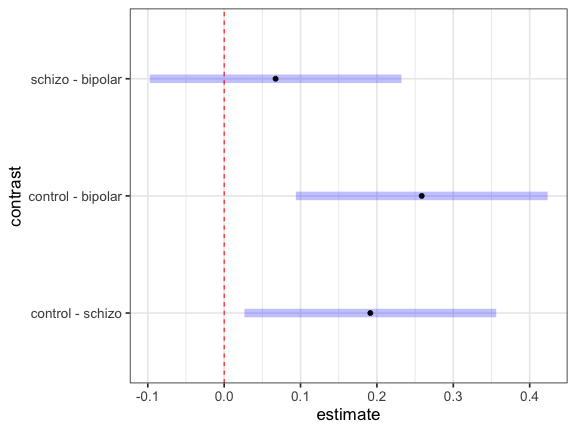 schizo - bipolar
control - bipolar
control - schizo
contrast
-0.1 0.0 0.1 0.2 0.3 0.4
estimate